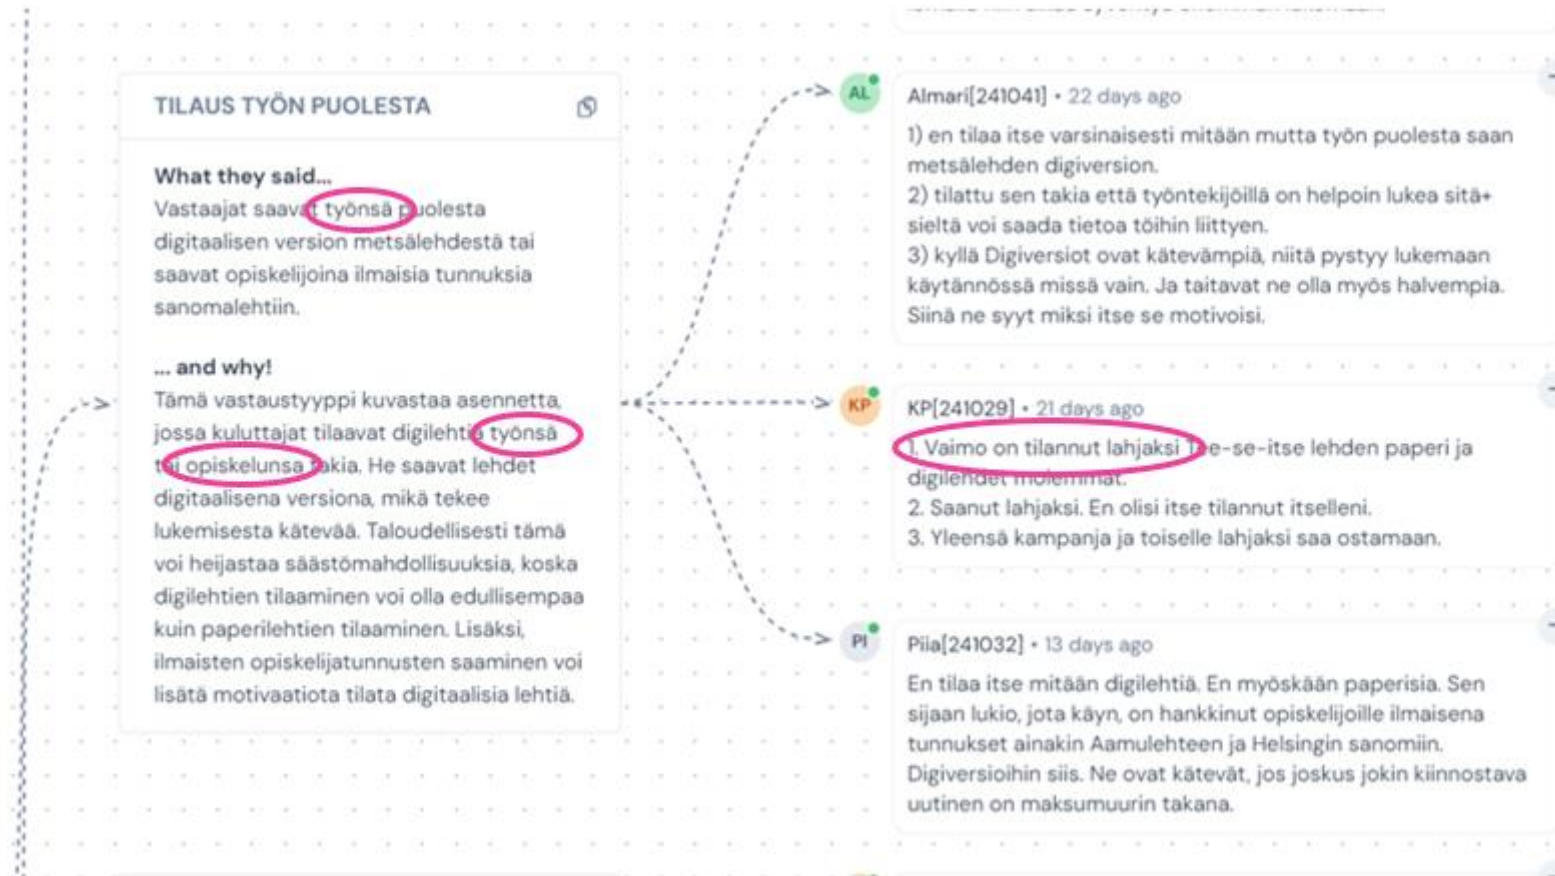 TILAUS TYÖN PUOLESTA
What they said...
Vastaajat saavat työnsä puolesta
digitaalisen version metsälehdestä tai
saavat opiskelijoina ilmaisia tunnuksia
sanomalehtiin.
... and why!
Tämä vastaustyyppi kuvastaa asennetta,
jossa kuluttajat tilaavat digilehtiä työnsä
tai opiskelunsa takia. He saavat lehdet
digitaalisena versiona, mikä tekee
lukemisesta kätevää. Taloudellisesti tämä
voi heijastaa säästömahdollisuuksia, koska
digilehtien tilaaminen voi olla edullisempaa
kuin paperilehtien tilaaminen. Lisäksi,
ilmaisten opiskelijatunnusten saaminen voi
lisätä motivaatiota tilata digitaalisia lehtiä.
AL
Almari[241041] • 22 days ago
1) en tilaa itse varsinaisesti mitään mutta työn puolesta saan
metsälehden digiversion.
2) tilattu sen takia että työntekijöillä on helpoin lukea sitä+
sieltä voi saada tietoa töihin liittyen.
3) kyllä Digiversiot ovat kätevämpiä, niitä pystyy lukemaan
käytännössä missä vain. Ja taitavat ne olla myös halvempia.
Siinä ne syyt miksi itse se motivoisi.
KP
KP[241029] • 21 days ago
1. Vaimo on tilannut lahjaksi Tee-se-itse lehden paperi ja
digilehdet molemmat.
2. Saanut lahjaksi. En olisi itse tilannut itselleni.
3. Yleensä kampanja ja toiselle lahjaksi saa ostamaan.
PI
Piia[241032] • 13 days ago
En tilaa itse mitään digilehtiä. En myöskään paperisia. Sen
sijaan lukio, jota käyn, on hankkinut opiskelijoille ilmaisena
tunnukset ainakin Aamulehteen ja Helsingin sanomiin.
Digiversioihin siis. Ne ovat kätevät, jos joskus jokin kiinnostava
uutinen on maksumuurin takana.